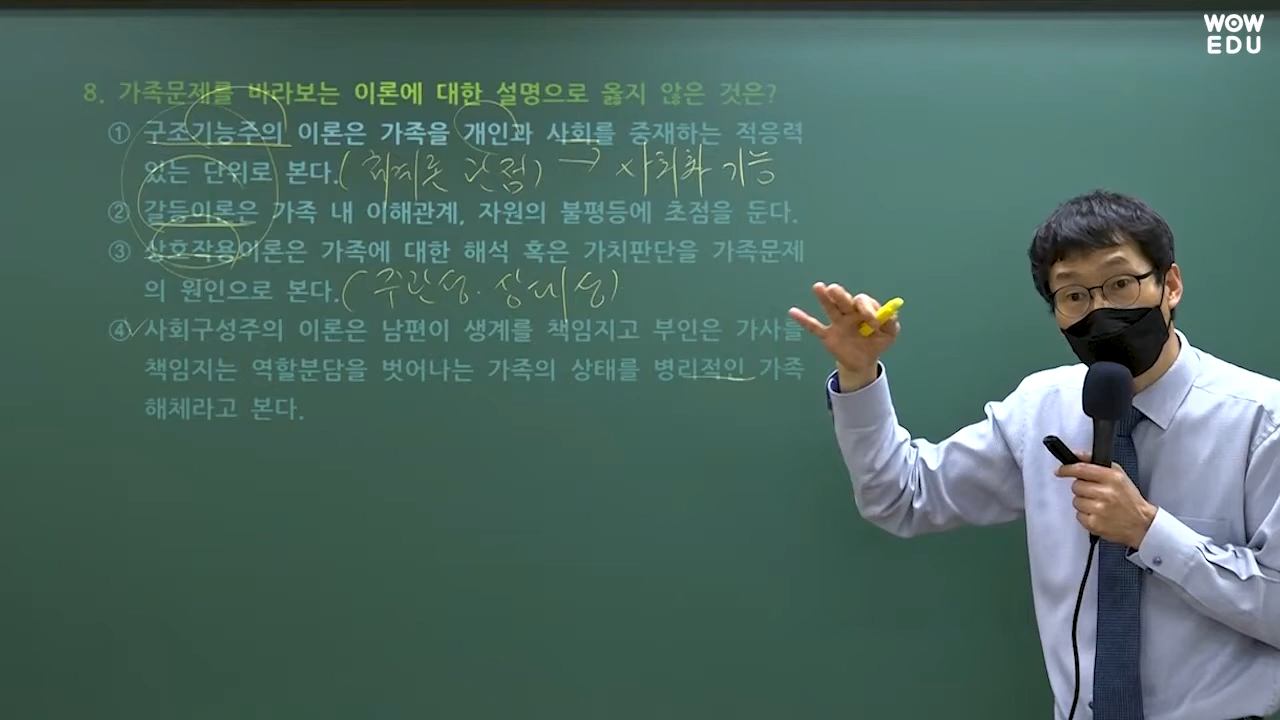 WOW
EDU
8. 가족문제를 바라보는 이론에 대한 설명으로 옳지 않은 것은?
① 구조기능주의 이론은 가족을 개인과 사회를 중재하는 적응력
있는 단위로 본다. (체계론 관점) → 사회화 기능
② 갈등이론은 가족 내 이해관계, 자원의 불평등에 초점을 둔다.
③ 상호작용이론은 가족에 대한 해석 혹은 가치판단을 가족문제
의 원인으로 본다. (주관성·상대성)
④ 사회구성주의 이론은 남편이 생계를 책임지고 부인은 가사를
책임지는 역할분담을 벗어나는 가족의 상태를 병리적인 가족
해체라고 본다.